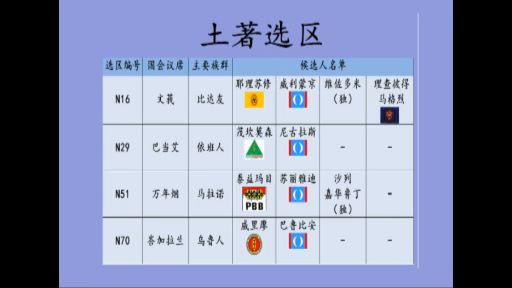 土著选区
选区编号 国会议席 主要族群 候选人名单
N16 文莪 比达友 耶理苏修 威利蒙京 维佐多米 (独) 理查彼得 马格烈
N29 巴当艾 依班人 茂坎莫森 尼古拉斯 - -
N51 万年烟 马拉诺 泰益玛目 PBB 苏丽雅迪 沙列 嘉华鲁丁 (独) -
N70 峇加拉兰 乌鲁人 威里摩 巴鲁比安 - -